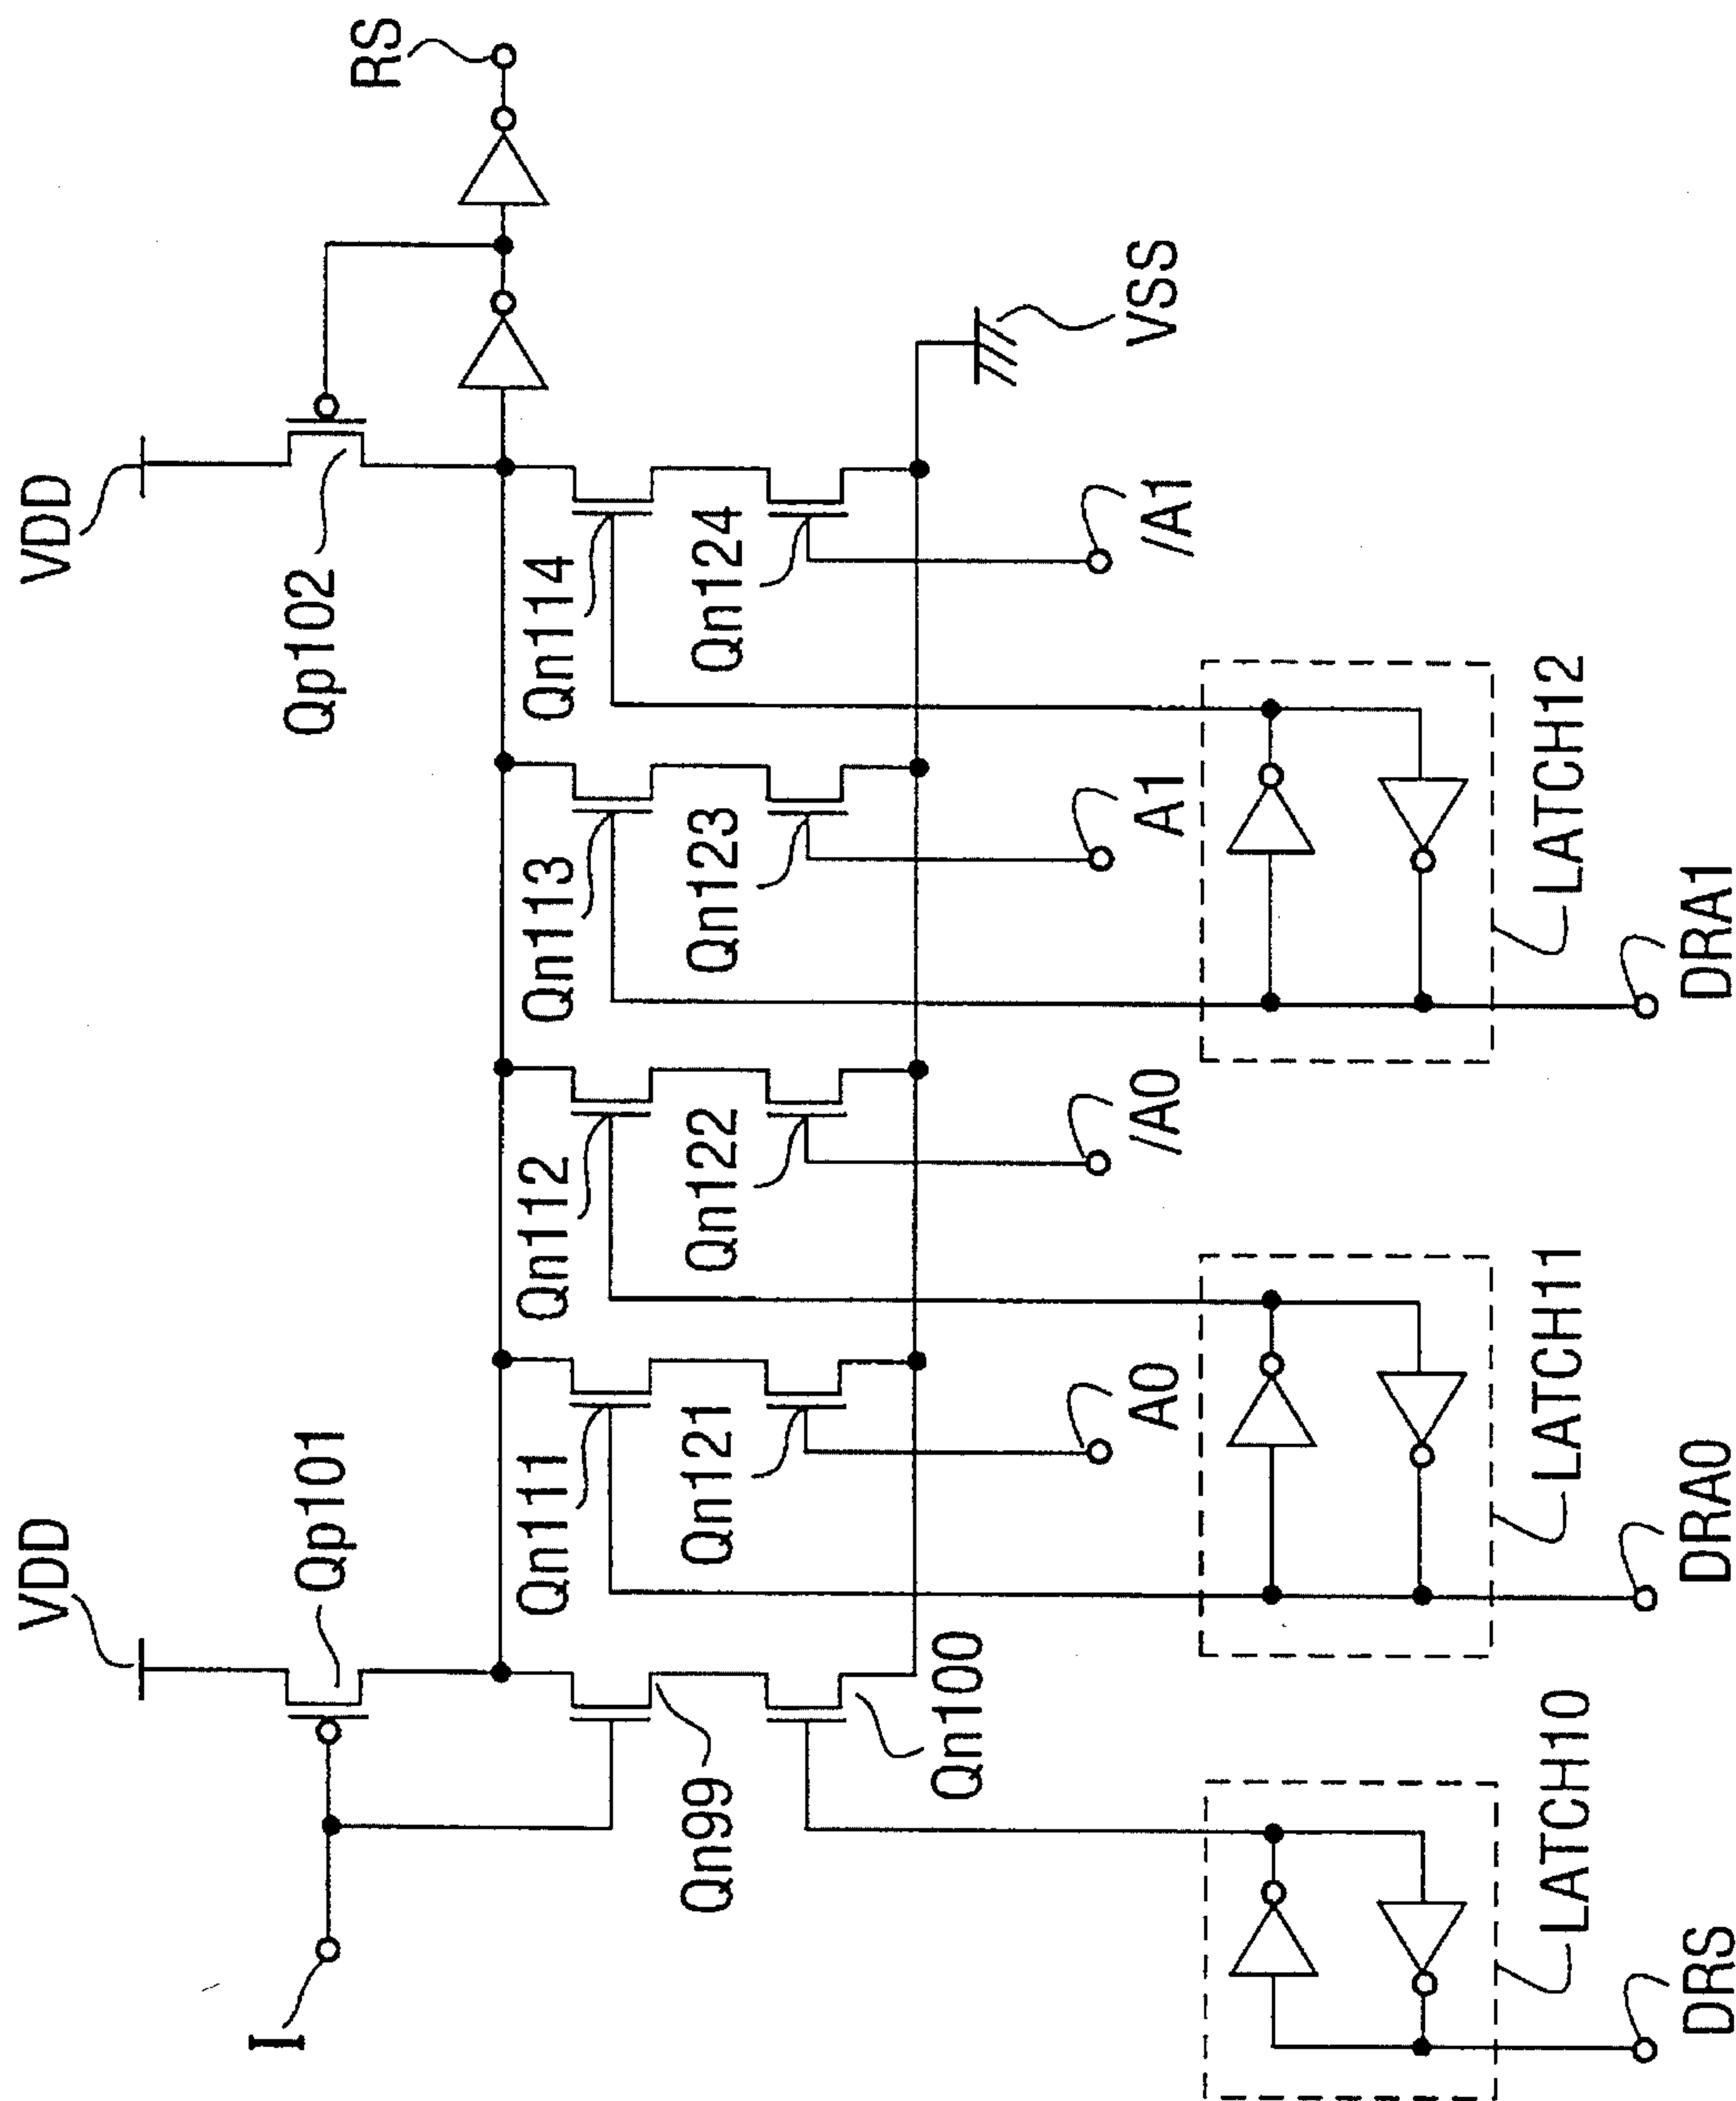 VDD
VDD
RS
Qp101
Qp102
I
Qn99
Qn111
Qn112
Qn113
Qn114
Qn100
Qn121
Qn122
Qn123
Qn124
VSS
A0
/A0
A1
/A1
LATCH10
LATCH11
LATCH12
DRS
DRA0
DRA1